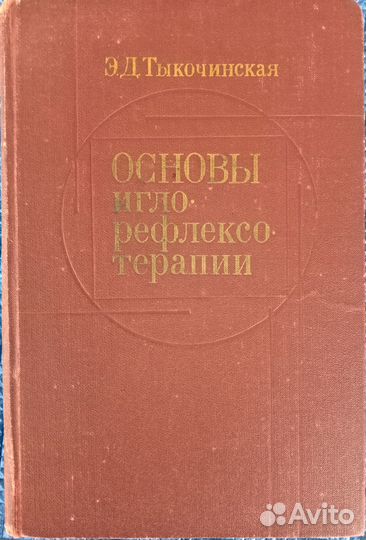 Э.Д.Тыкочинская
ОСНОВЫ
игло·
рефлексо·
терапии
Avito